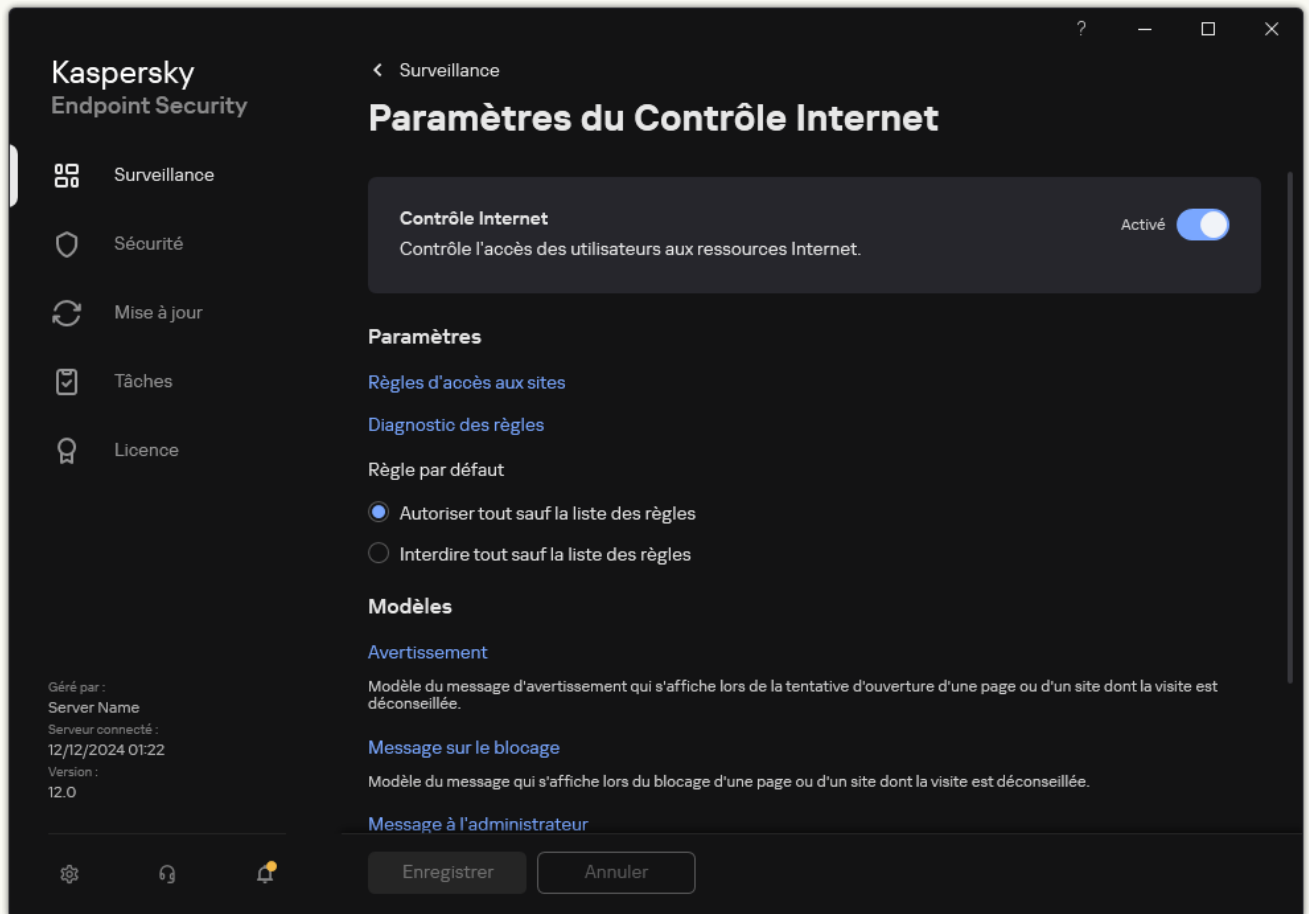 ?
Kaspersky
Endpoint Security
Surveillance
Sécurité
Mise à jour
Tâches
Licence
Géré par :
Server Name
Serveur connecté :
12/12/2024 01:22
Version :
12.0
Surveillance
Paramètres du Contrôle Internet
Contrôle Internet
Contrôle l'accès des utilisateurs aux ressources Internet.
Activé
Paramètres
Règles d'accès aux sites
Diagnostic des règles
Règle par défaut
Autoriser tout sauf la liste des règles
Interdire tout sauf la liste des règles
Modèles
Avertissement
Modèle du message d'avertissement qui s'affiche lors de la tentative d'ouverture d'une page ou d'un site dont la visite est
déconseillée.
Message sur le blocage
Modèle du message qui s'affiche lors du blocage d'une page ou d'un site dont la visite est déconseillée.
Message à l'administrateur
Enregistrer
Annuler